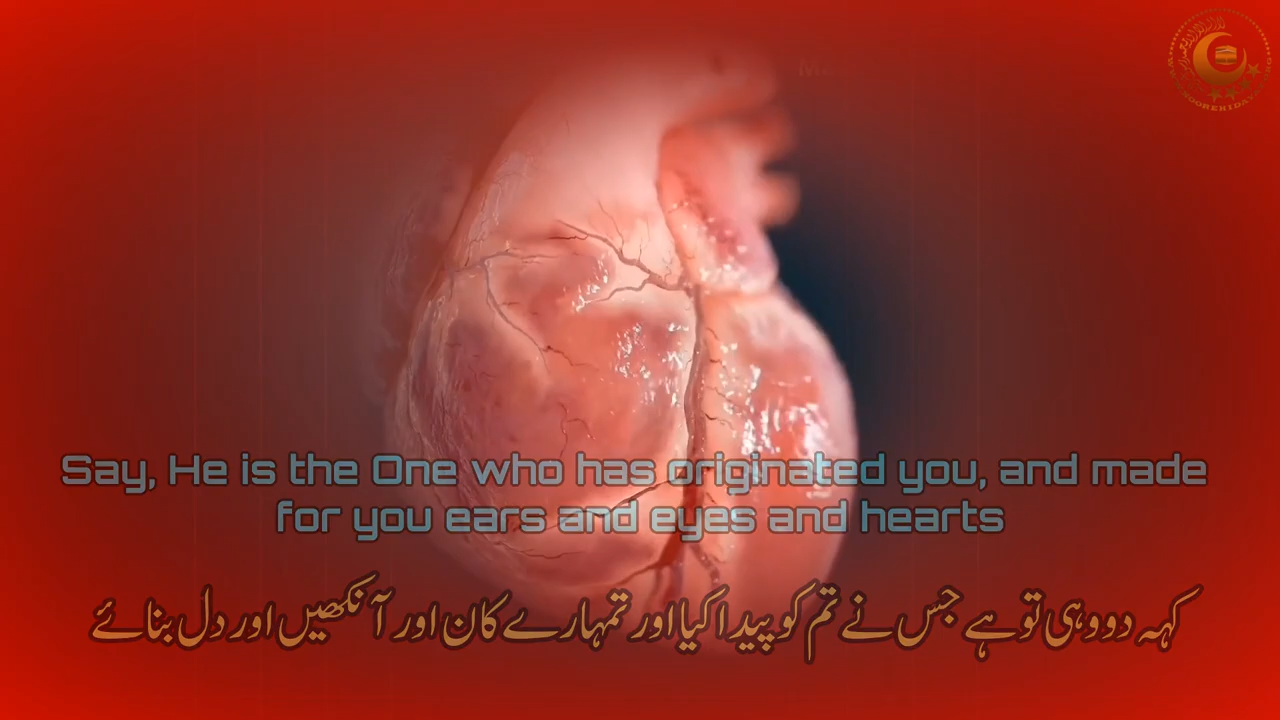 Say, He is the One who has originated you, and made
for you ears and eyes and hearts
کہہ دو وہی تو ہے جس نے تم کو پیدا کیا اور تمہارے کان اور آنکھیں اور دل بنائے